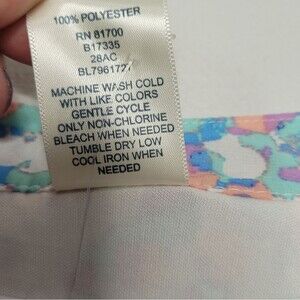 100% POLYESTER
RN 81700
B17335
28AC
BL7961727
MACHINE WASH COLD
WITH LIKE COLORS
GENTLE CYCLE
ONLY NON-CHLORINE
BLEACH WHEN NEEDED
TUMBLE DRY LOW
COOL IRON WHEN
NEEDED